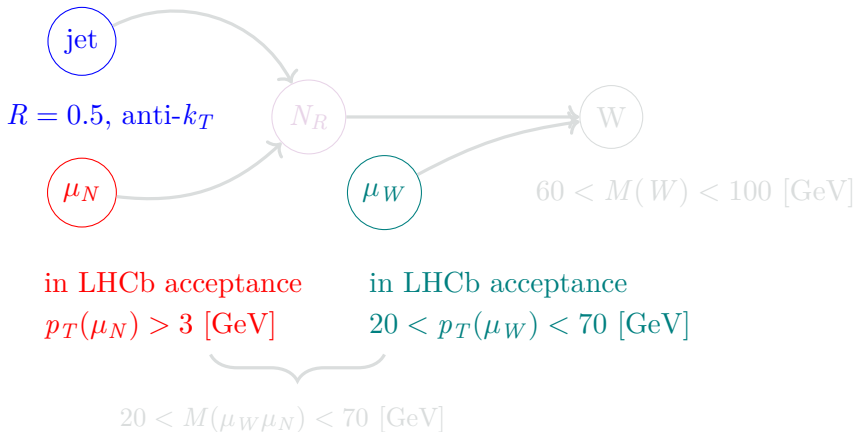 jet
R = 0.5, anti-k_T
N_R
W
μ_N
μ_W
60 < M(W) < 100 [GeV]
in LHCb acceptance
p_T(μ_N) > 3 [GeV]
in LHCb acceptance
20 < p_T(μ_W) < 70 [GeV]
20 < M(μ_Wμ_N) < 70 [GeV]